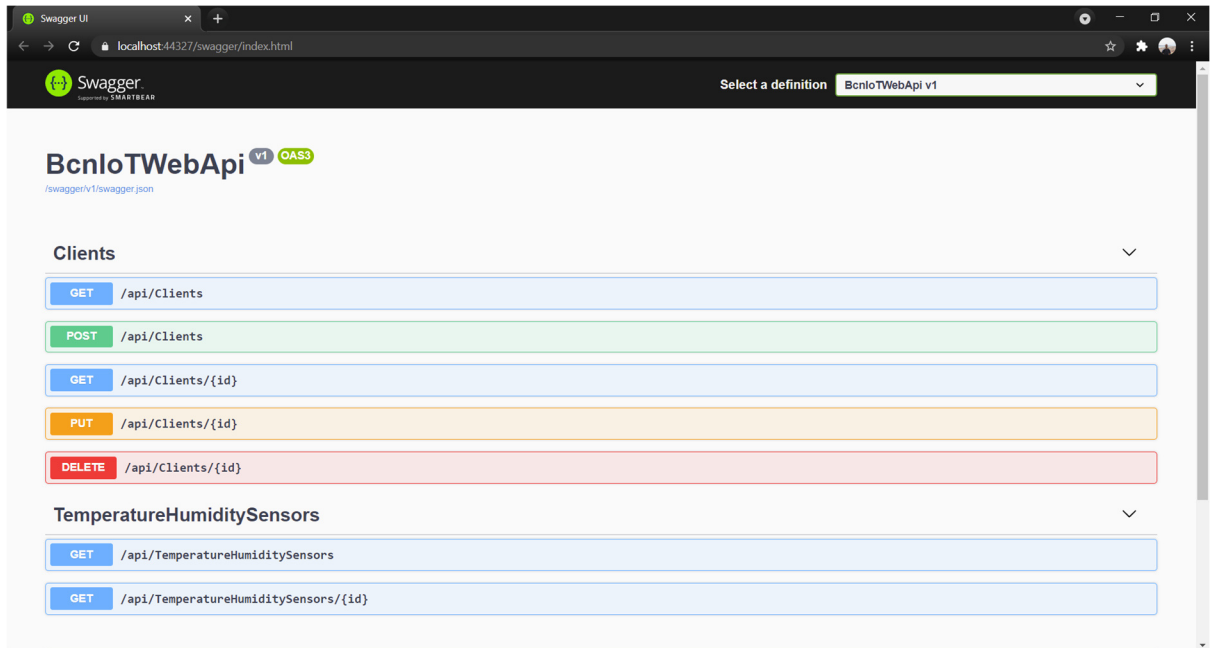 Swagger UI
localhost:44327/swagger/index.html
{···} Swagger.
Supported by SMARTBEAR
Select a definition
BcnIoTWebApi v1
BcnIoTWebApi v1 OAS3
/swagger/v1/swagger.json
Clients
GET /api/Clients
POST /api/Clients
GET /api/Clients/{id}
PUT /api/Clients/{id}
DELETE /api/Clients/{id}
TemperatureHumiditySensors
GET /api/TemperatureHumiditySensors
GET /api/TemperatureHumiditySensors/{id}